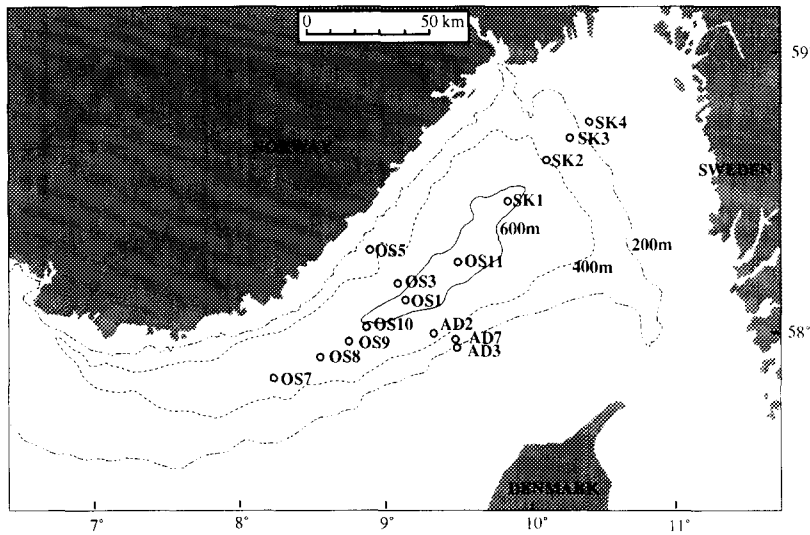 0 50 km
59
SK4
SK3
NORWAY
SK2
SWEDEN
SK1
600m
200m
OS5
OS11
400m
OS3
OS1
OS10
AD2
58°
OS9
AD7
OS8
AD3
OS7
DENMARK
7° 8° 9° 10° 11°